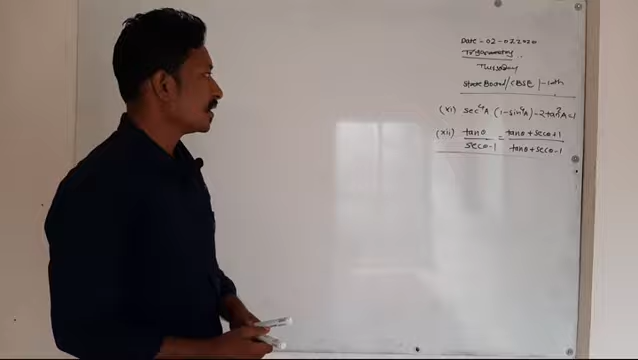 Date - 02 - 07.2020
Trigonometry.
Thursday
State Board/CBSE/-10th
(xi) sec⁴A (1-sin⁴A)-2tan²A=1
(xii) tanθ/secθ-1 = tanθ+secθ+1/tanθ+secθ-1